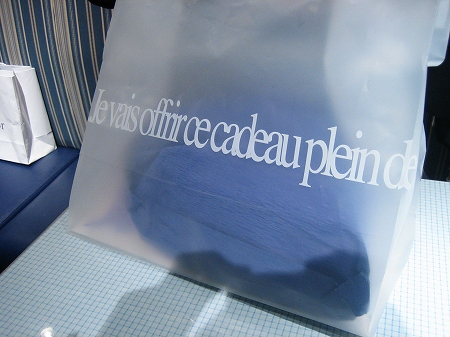 Je vais offrir ce cadeau plein de